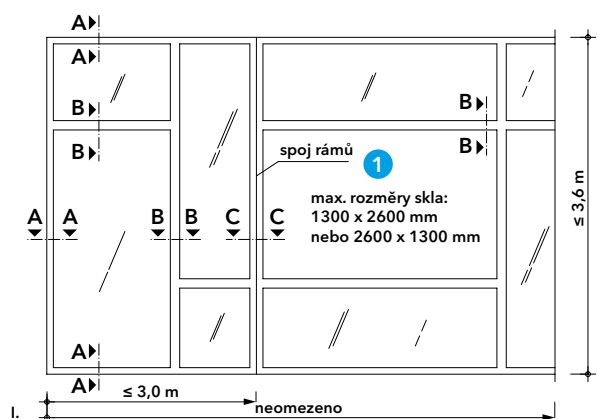 A
A
B
B
B
B
spoj rámů
1
max. rozměry skla:
1300 x 2600 mm
nebo 2600 x 1300 mm
A A B B C C
≤ 3,6 m
A
A
≤ 3,0 m
neomezeno
I.